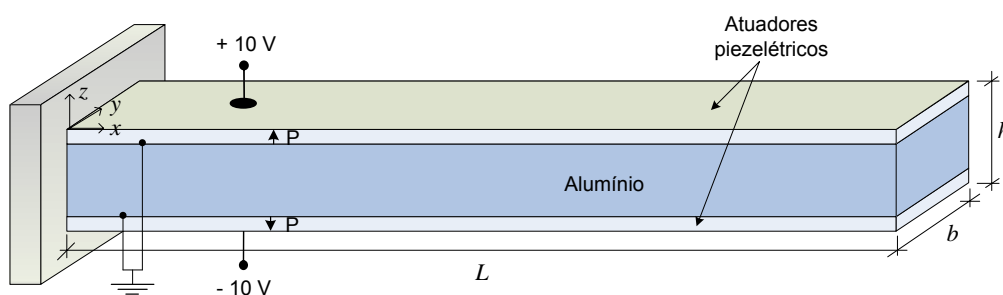 Atuadores
piezelétricos
+ 10 V
z
y
x
P
h
Alumínio
P
b
L
- 10 V